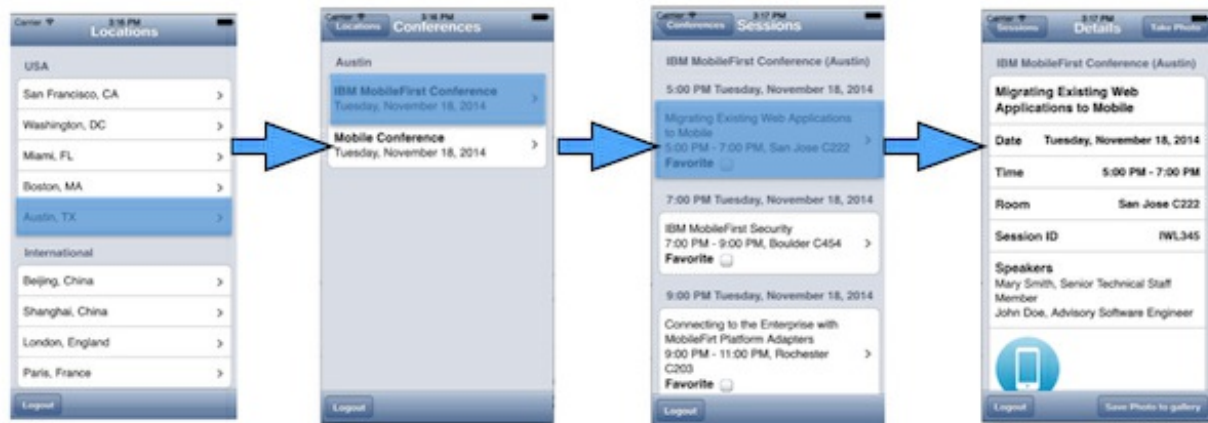 Carrier 3:16 PM
Locations
USA
San Francisco, CA
Washington, DC
Miami, FL
Boston, MA
Austin, TX
International
Beijing, China
Shanghai, China
London, England
Paris, France
Logout
Carrier 3:16 PM
Locations Conferences
Austin
IBM MobileFirst Conference
Tuesday, November 18, 2014
Mobile Conference
Tuesday, November 18, 2014
Logout
Carrier 3:17 PM
Conferences Sessions
IBM MobileFirst Conference (Austin)
5:00 PM Tuesday, November 18, 2014
Migrating Existing Web Applications
to Mobile
5:00 PM - 7:00 PM, San Jose C222
Favorite
7:00 PM Tuesday, November 18, 2014
IBM MobileFirst Security
7:00 PM - 9:00 PM, Boulder C454
Favorite
9:00 PM Tuesday, November 18, 2014
Connecting to the Enterprise with
MobileFirt Platform Adapters
9:00 PM - 11:00 PM, Rochester
C203
Favorite
Logout
Carrier 3:17 PM
Sessions Details Take Photo
IBM MobileFirst Conference (Austin)
Migrating Existing Web
Applications to Mobile
Date Tuesday, November 18, 2014
Time 5:00 PM - 7:00 PM
Room San Jose C222
Session ID IWL345
Speakers
Mary Smith, Senior Technical Staff
Member
John Doe, Advisory Software Engineer
Logout Save Photo to gallery